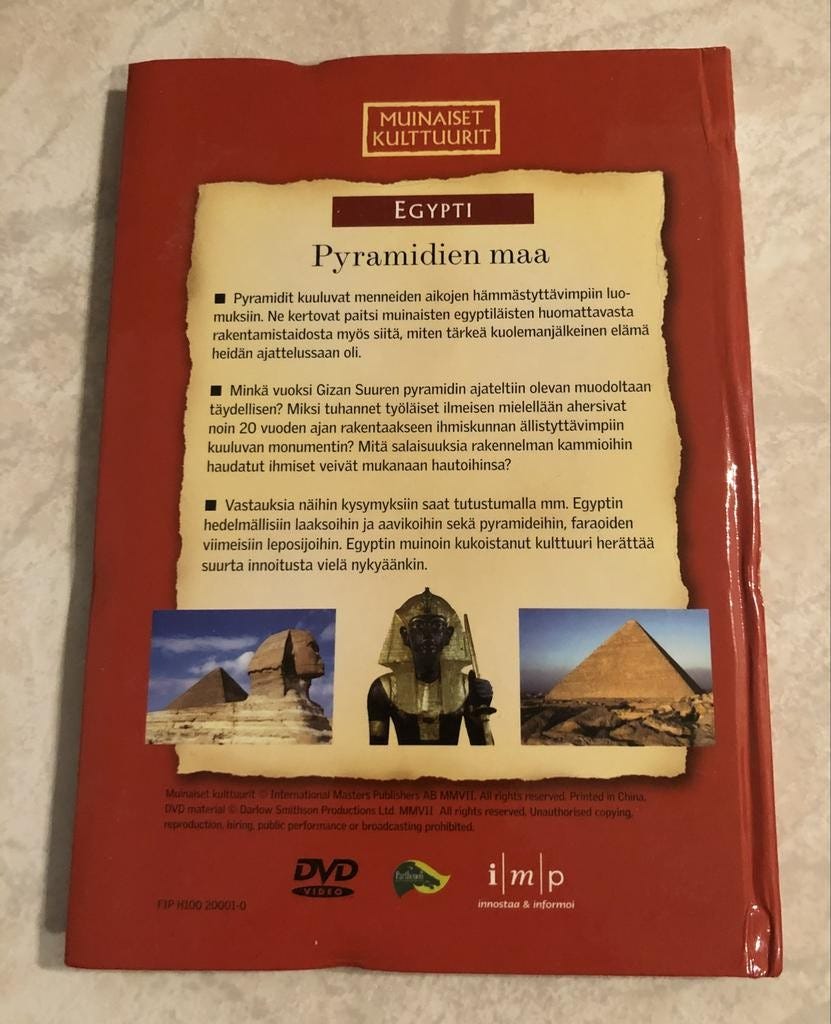 MUINAISET
KULTTUURIT
EGYPTI
Pyramidien maa
■ Pyramidit kuuluvat menneiden aikojen hämmästyttävimpiin luo-
muksiin. Ne kertovat paitsi muinaisten egyptiläisten huomattavasta
rakentamistaidosta myös siitä, miten tärkeä kuolemanjälkeinen elämä
heidän ajattelussaan oli.
■ Minkä vuoksi Gizan Suuren pyramidin ajateltiin olevan muodoltaan
täydellisen? Miksi tuhannet työläiset ilmeisen mielellään ahersivat
noin 20 vuoden ajan rakentaakseen ihmiskunnan ällistyttävimpiin
kuuluvan monumentin? Mitä salaisuuksia rakennelman kammioihin
haudatut ihmiset veivät mukanaan hautoihinsa?
■ Vastauksia näihin kysymyksiin saat tutustumalla mm. Egyptin
hedelmällisiin laaksoihin ja aavikoihin sekä pyramideihin, faraoiden
viimeisiin leposijoihin. Egyptin muinoin kukoistanut kulttuuri herättää
suurta innoitusta vielä nykyäänkin.
Muinaiset kulttuurit © International Masters Publishers AB MMVII. All rights reserved. Printed in China.
DVD material © Darlow Smithson Productions Ltd. MMVII All rights reserved. Unauthorised copying,
reproduction, hiring, public performance or broadcasting prohibited.
DVD
VIDEO
Parthenon
i|m|p
innostaa & informoi
FIP H100 20001-0